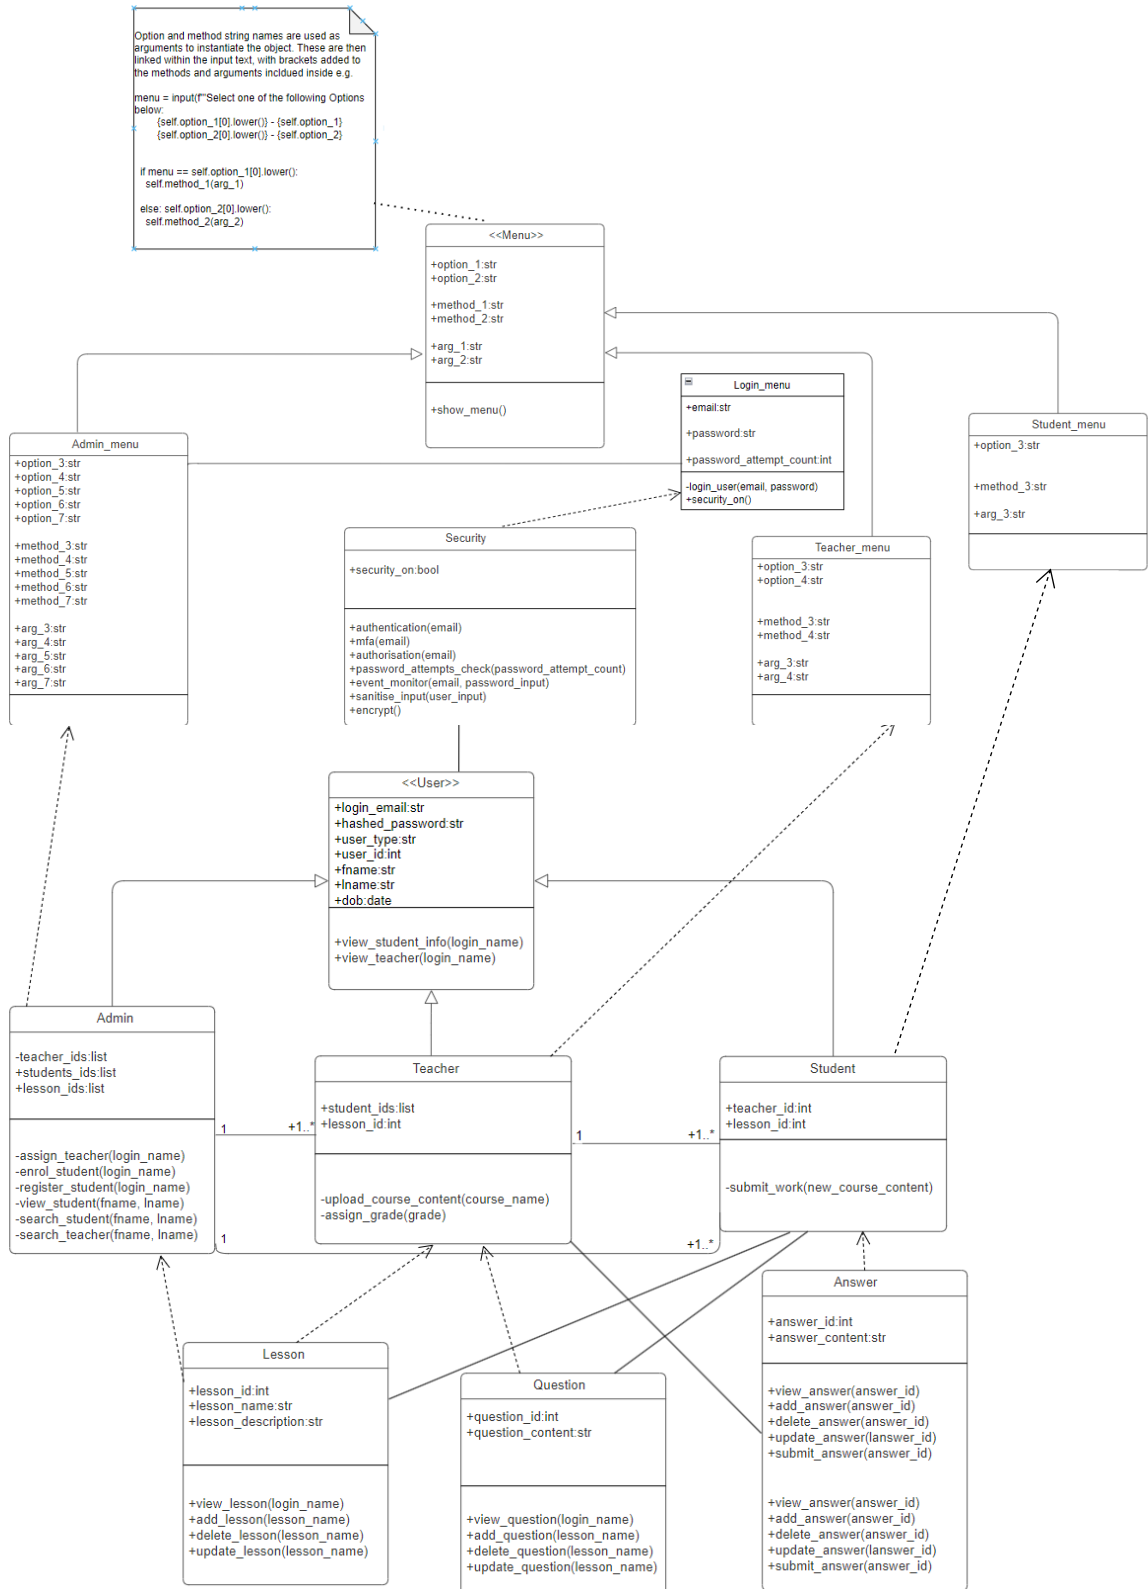 Option and method string names are used as
arguments to instantiate the object. These are then
linked within the input text, with brackets added to
the methods and arguments incldued inside e.g.
menu = input(f"'Select one of the following Options
below:
{self.option_1[0].lower()} - {self.option_1}
{self.option_2[0].lower()} - {self.option_2}
if menu == self.option_1[0].lower():
self.method_1(arg_1)
else: self.option_2[0].lower():
self.method_2(arg_2)
<<Menu>>
+option_1:str
+option_2:str
+method_1:str
+method_2:str
+arg_1:str
+arg_2:str
+show_menu()
Login_menu
+email:str
+password:str
+password_attempt_count:int
-login_user(email, password)
+security_on()
Student_menu
+option_3:str
+method_3:str
+arg_3:str
Admin_menu
+option_3:str
+option_4:str
+option_5:str
+option_6:str
+option_7:str
+method_3:str
+method_4:str
+method_5:str
+method_6:str
+method_7:str
+arg_3:str
+arg_4:str
+arg_5:str
+arg_6:str
+arg_7:str
Security
+security_on:bool
+authentication(email)
+mfa(email)
+authorisation(email)
+password_attempts_check(password_attempt_count)
+event_monitor(email, password_input)
+sanitise_input(user_input)
+encrypt()
Teacher_menu
+option_3:str
+option_4:str
+method_3:str
+method_4:str
+arg_3:str
+arg_4:str
<<User>>
+login_email:str
+hashed_password:str
+user_type:str
+user_id:int
+fname:str
+lname:str
+dob:date
+view_student_info(login_name)
+view_teacher(login_name)
Admin
-teacher_ids:list
+students_ids:list
+lesson_ids:list
-assign_teacher(login_name)
-enrol_student(login_name)
-register_student(login_name)
-view_student(fname, lname)
-search_student(fname, lname)
-search_teacher(fname, lname)
1
+1..*
1
+1..*
Teacher
+student_ids:list
+lesson_id:int
-upload_course_content(course_name)
-assign_grade(grade)
1
+1..*
Student
+teacher_id:int
+lesson_id:int
-submit_work(new_course_content)
Answer
+answer_id:int
+answer_content:str
+view_answer(answer_id)
+add_answer(answer_id)
+delete_answer(answer_id)
+update_answer(lanswer_id)
+submit_answer(answer_id)
+view_answer(answer_id)
+add_answer(answer_id)
+delete_answer(answer_id)
+update_answer(lanswer_id)
+submit_answer(answer_id)
Lesson
+lesson_id:int
+lesson_name:str
+lesson_description:str
+view_lesson(login_name)
+add_lesson(lesson_name)
+delete_lesson(lesson_name)
+update_lesson(lesson_name)
Question
+question_id:int
+question_content:str
+view_question(login_name)
+add_question(lesson_name)
+delete_question(lesson_name)
+update_question(lesson_name)